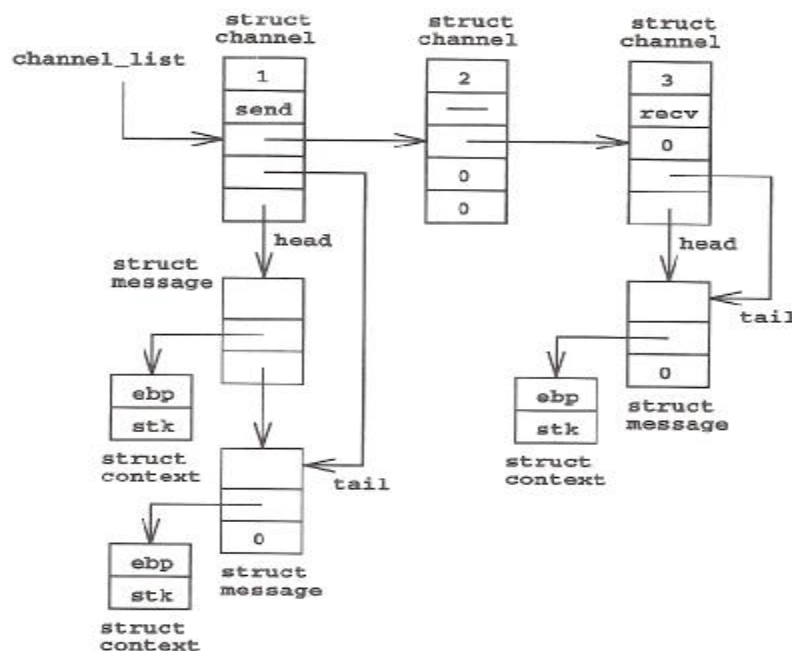 struct
channel
struct
channel
struct
channel
channel_list
1
2
3
send
recv
0
0
0
head
head
struct
message
tail
ebp
stk
struct
context
0
ebp
stk
struct
context
struct
message
tail
0
ebp
stk
struct
context
struct
message